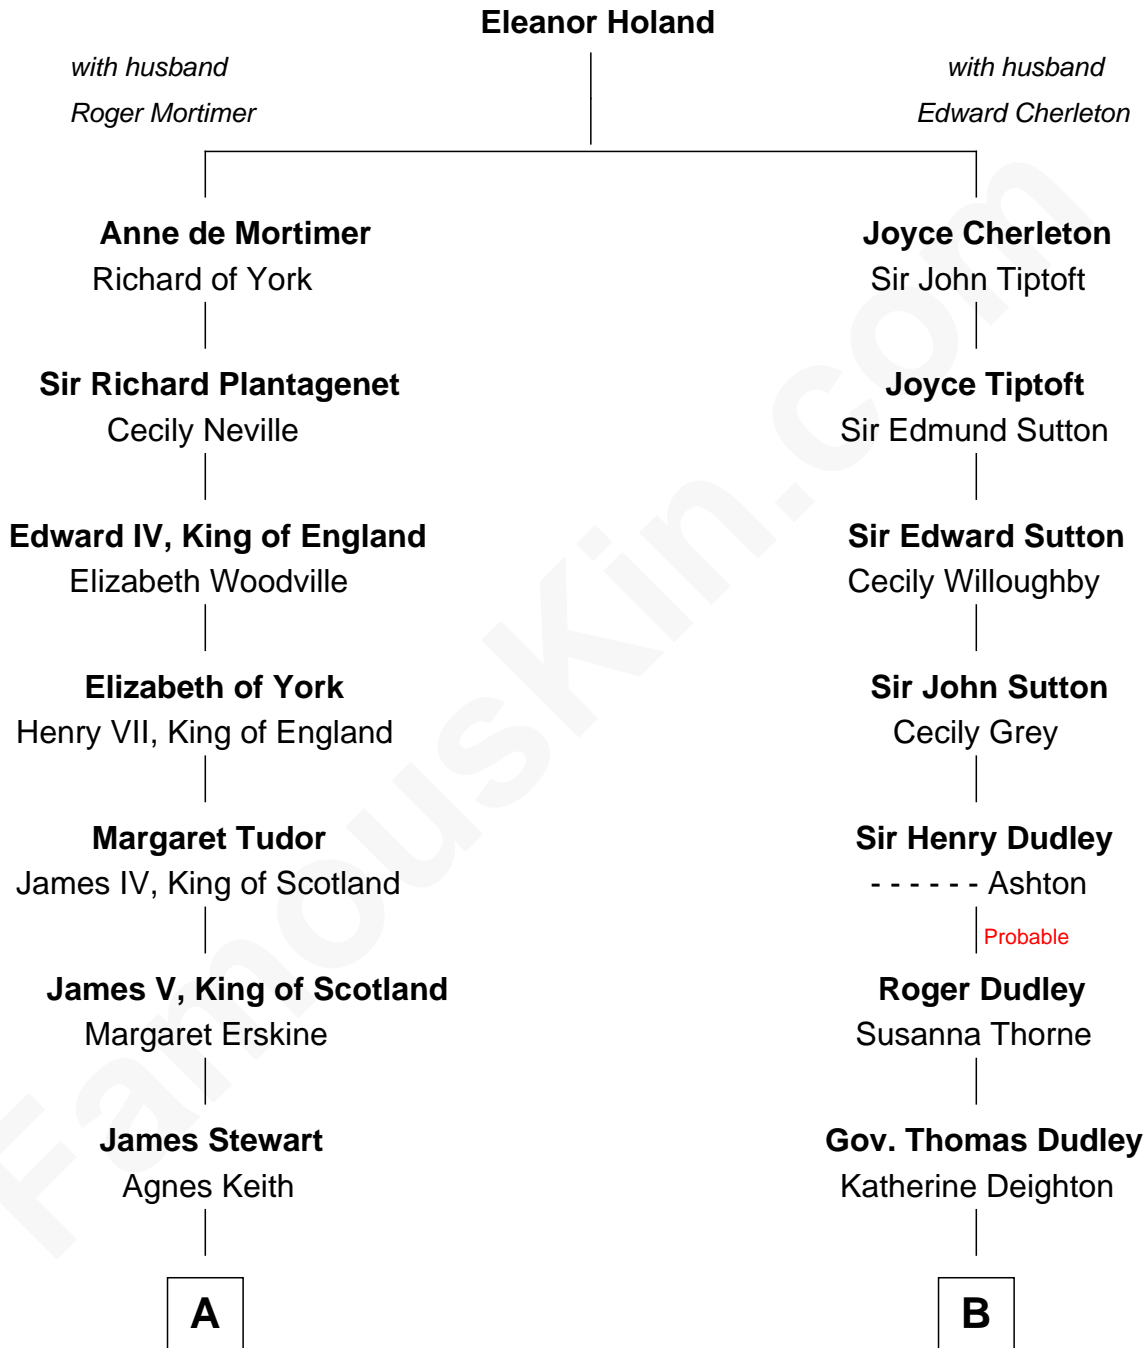 Eleanor Holand
with husband
Roger Mortimer
with husband
Edward Cherleton
Anne de Mortimer
Richard of York
Joyce Cherleton
Sir John Tiptoft
Sir Richard Plantagenet
Cecily Neville
Joyce Tiptoft
Sir Edmund Sutton
Edward IV, King of England
Elizabeth Woodville
Sir Edward Sutton
Cecily Willoughby
Elizabeth of York
Henry VII, King of England
Sir John Sutton
Cecily Grey
Margaret Tudor
James IV, King of Scotland
Sir Henry Dudley
- - - - - - Ashton
Probable
James V, King of Scotland
Margaret Erskine
Roger Dudley
Susanna Thorne
James Stewart
Agnes Keith
Gov. Thomas Dudley
Katherine Deighton
A
B
FamousKin.com